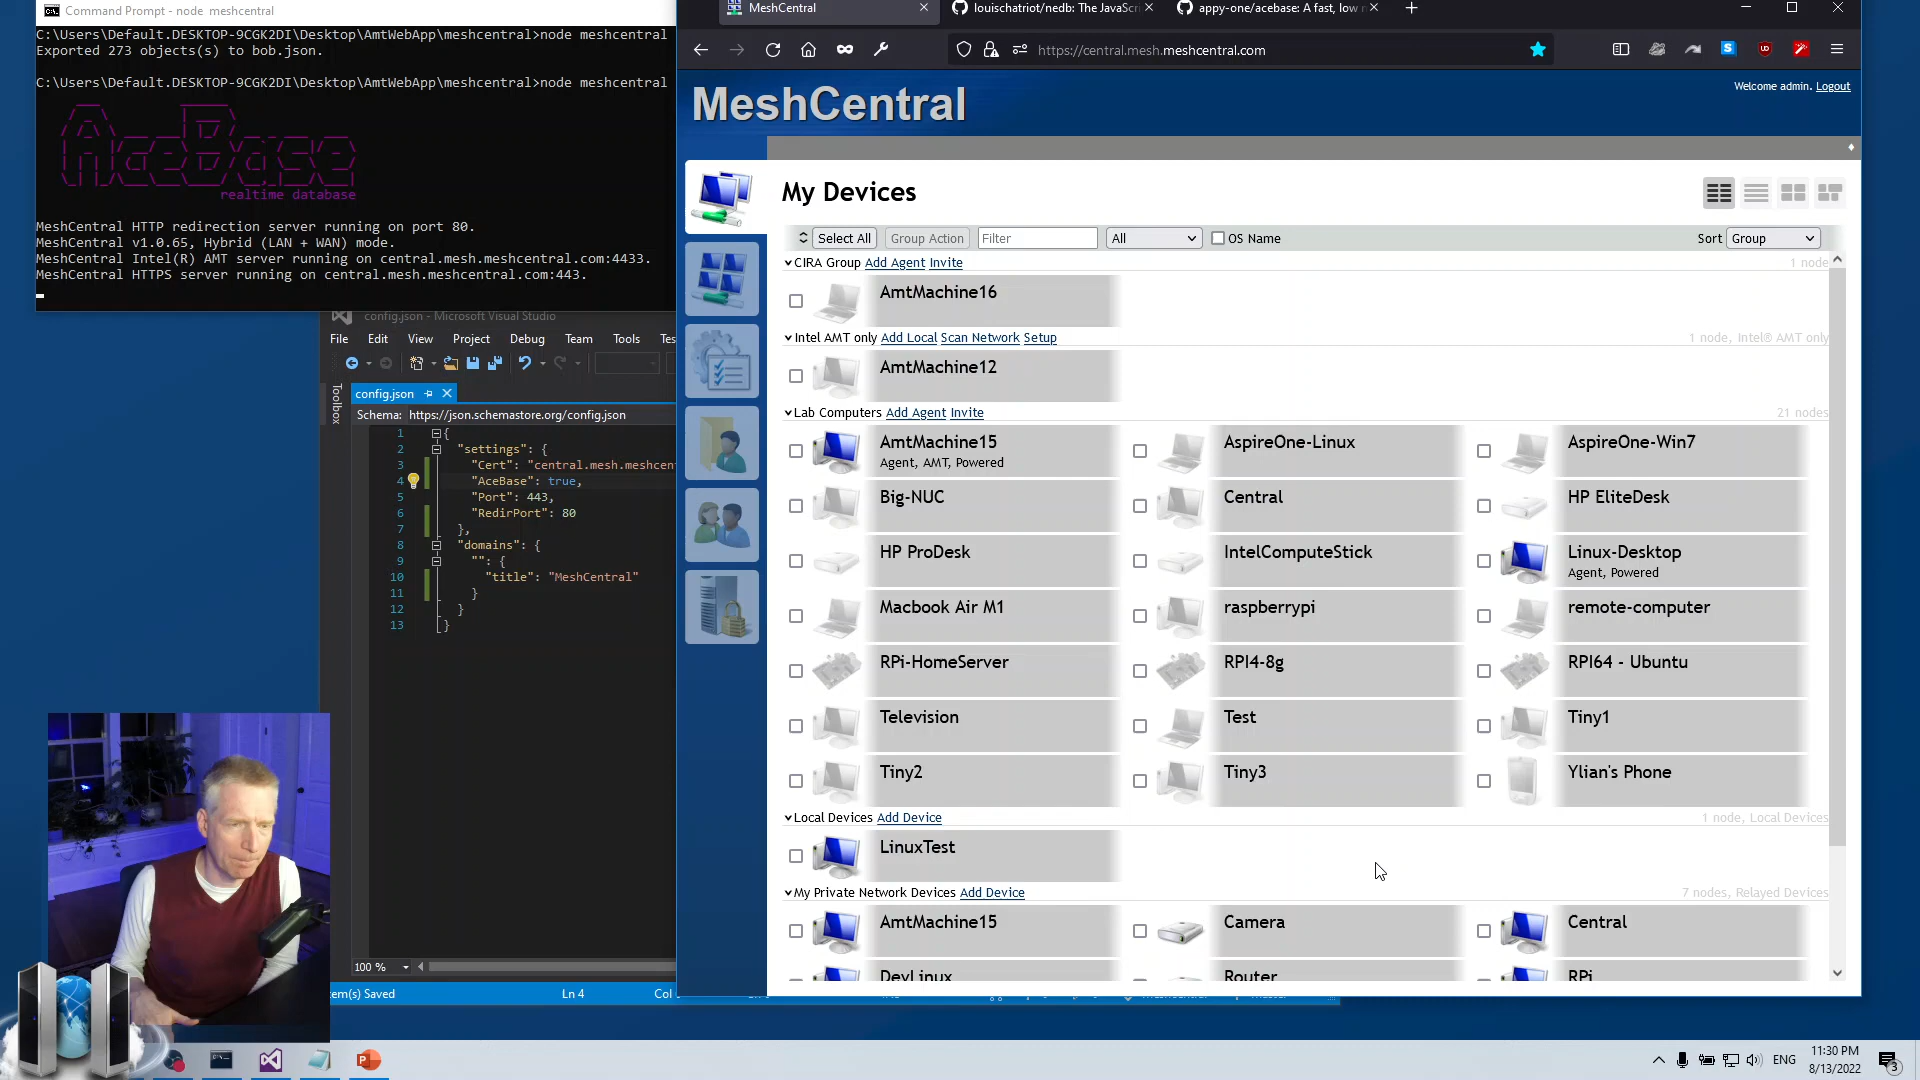 Command Prompt - node meshcentral
C:\Users\Default.DESKTOP-9CGK2DI\Desktop\AmtWebApp\meshcentral>node meshcentral
Exported 273 objects(s) to bob.json.
C:\Users\Default.DESKTOP-9CGK2DI\Desktop\AmtWebApp\meshcentral>node meshcentral
AceBase
realtime database
MeshCentral HTTP redirection server running on port 80.
MeshCentral v1.0.65, Hybrid (LAN + WAN) mode.
MeshCentral Intel(R) AMT server running on central.mesh.meshcentral.com:4433.
MeshCentral HTTPS server running on central.mesh.meshcentral.com:443.
config.json - Microsoft Visual Studio
File Edit View Project Debug Team Tools
Toolbox
config.json
Schema: https://json.schemastore.org/config.json
1 {
2 "settings": {
3 "Cert": "central.mesh.meshcent
4 "AceBase": true,
5 "Port": 443,
6 "RedirPort": 80
7 },
8 "domains": {
9 "": {
10 "title": "MeshCentral"
11 }
12 }
13 }
100 %
em(s) Saved Ln 4 Col
MeshCentral
louischatriot/nedb: The JavaScri
appy-one/acebase: A fast, low
https://central.mesh.meshcentral.com
MeshCentral
Welcome admin. Logout
My Devices
Select All Group Action Filter All OS Name Sort Group
CIRA Group Add Agent Invite 1 node
AmtMachine16
Intel AMT only Add Local Scan Network Setup 1 node, Intel® AMT only
AmtMachine12
Lab Computers Add Agent Invite 21 nodes
AmtMachine15 AspireOne-Linux AspireOne-Win7
Agent, AMT, Powered
Big-NUC Central HP EliteDesk
HP ProDesk IntelComputeStick Linux-Desktop
Agent, Powered
Macbook Air M1 raspberrypi remote-computer
RPi-HomeServer RPI4-8g RPI64 - Ubuntu
Television Test Tiny1
Tiny2 Tiny3 Ylian's Phone
Local Devices Add Device 1 node, Local Devices
LinuxTest
My Private Network Devices Add Device 7 nodes, Relayed Devices
AmtMachine15 Camera Central
DevLinux Router RPi
ENG
11:30 PM
8/13/2022
3